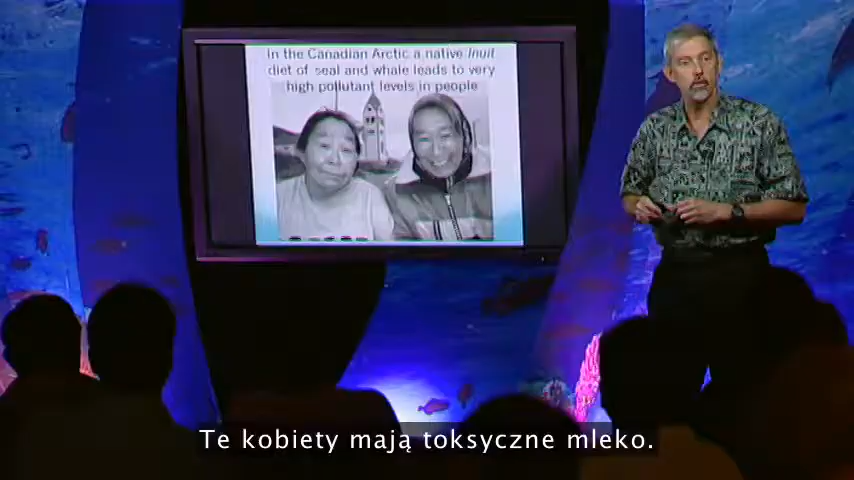 In the Canadian Arctic a native Inuit
diet of seal and whale leads to very
high pollutant levels in people
Te kobiety mają toksyczne mleko.